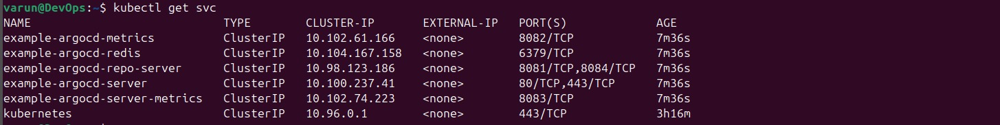 varun@DevOps:~$ kubectl get svc
NAME TYPE CLUSTER-IP EXTERNAL-IP PORT(S) AGE
example-argocd-metrics ClusterIP 10.102.61.166 <none> 8082/TCP 7m36s
example-argocd-redis ClusterIP 10.104.167.158 <none> 6379/TCP 7m36s
example-argocd-repo-server ClusterIP 10.98.123.186 <none> 8081/TCP,8084/TCP 7m36s
example-argocd-server ClusterIP 10.100.237.41 <none> 80/TCP,443/TCP 7m36s
example-argocd-server-metrics ClusterIP 10.102.74.223 <none> 8083/TCP 7m36s
kubernetes ClusterIP 10.96.0.1 <none> 443/TCP 3h16m